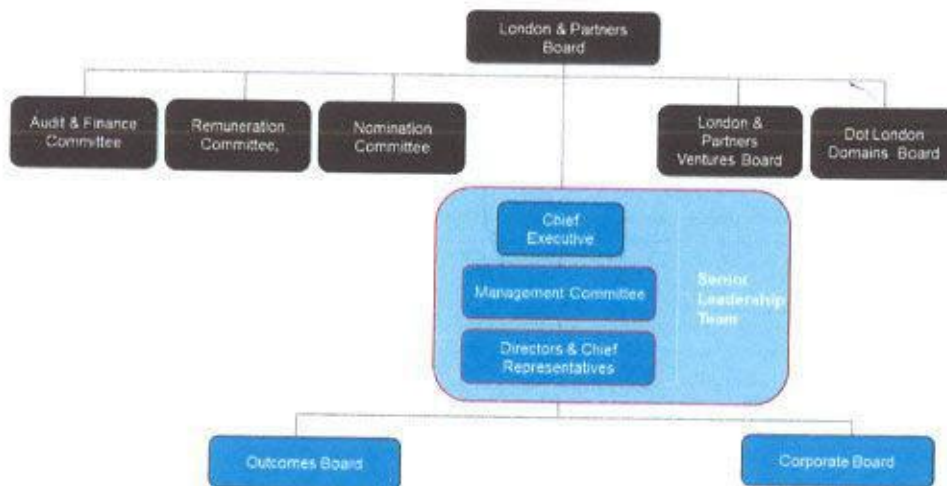 London & Partners
Board
Audit & Finance
Committee
Remuneration
Committee,
Nomination
Committee
London &
Partners
Ventures Board
Dot London
Domains Board
Chief
Executive
Management Committee
Directors & Chief
Representatives
Senior
Leadership
Team
Outcomes Board
Corporate Board